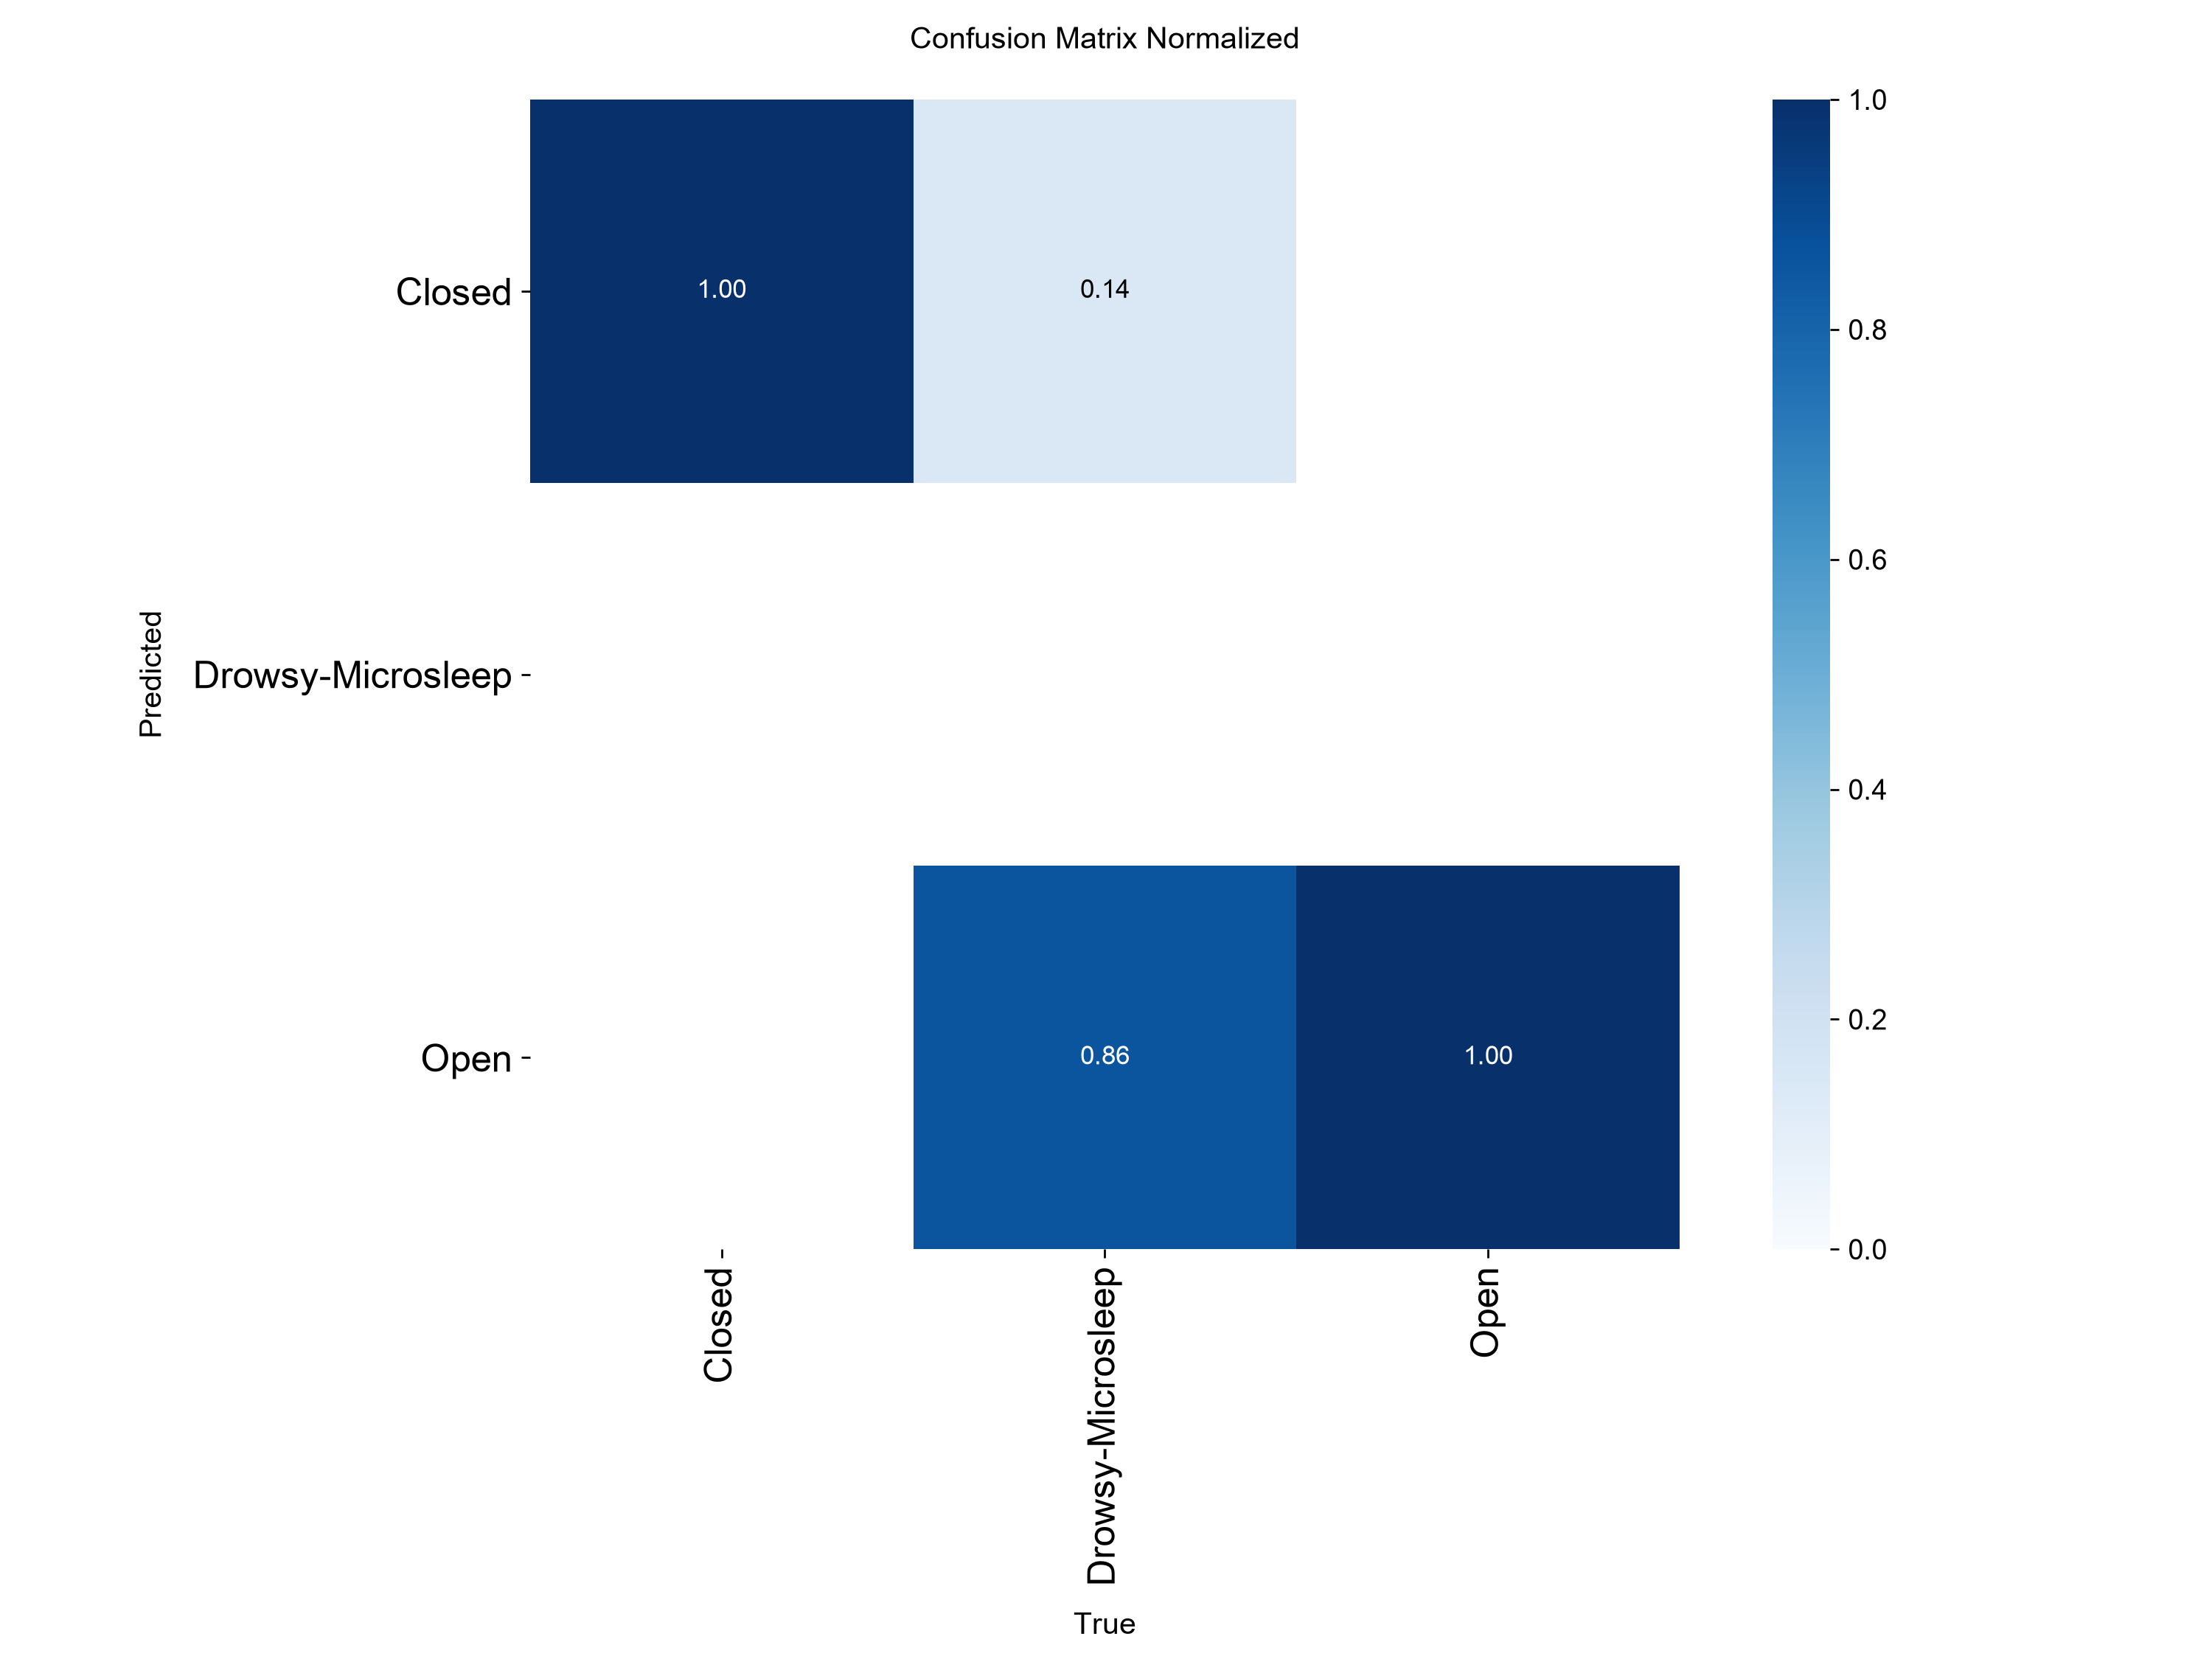 Confusion Matrix Normalized
Closed
1.00
0.14
Drowsy-Microsleep
Open
0.86
1.00
Predicted
Closed
Drowsy-Microsleep
Open
True
1.0
0.8
0.6
0.4
0.2
0.0